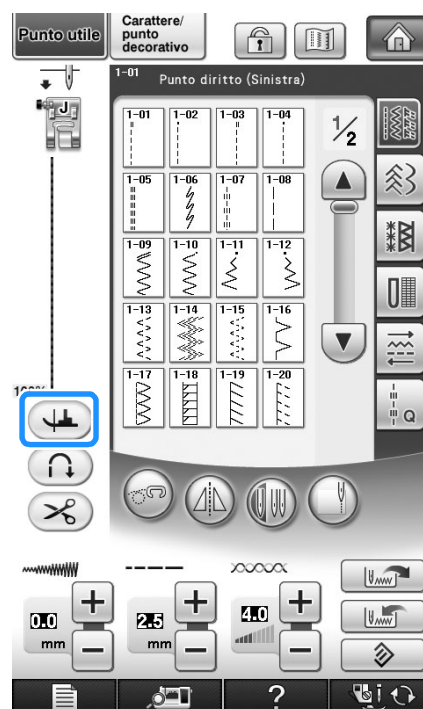 Punto utile
Carattere/
punto
decorativo
1-01
Punto diritto (Sinistra)
J
1-01 1-02 1-03 1-04
1/2
1-05 1-06 1-07 1-08
1-09 1-10 1-11 1-12
1-13 1-14 1-15 1-16
1-17 1-18 1-19 1-20
Q
0.0
mm
2.5
mm
4.0
?